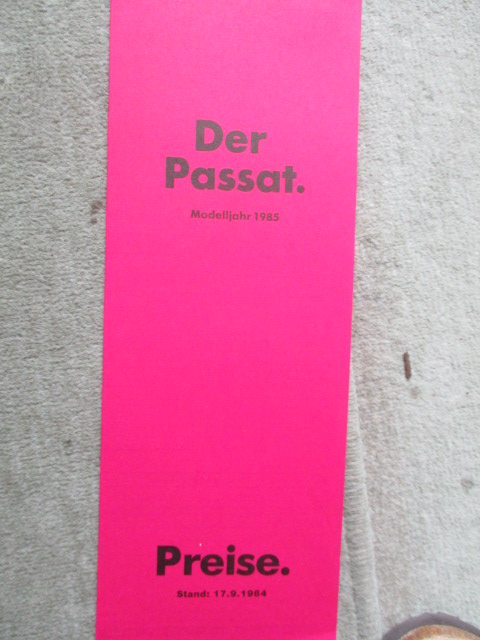 Der
Passat.
Modelljahr 1985
Preise.
Stand: 17.9.1984